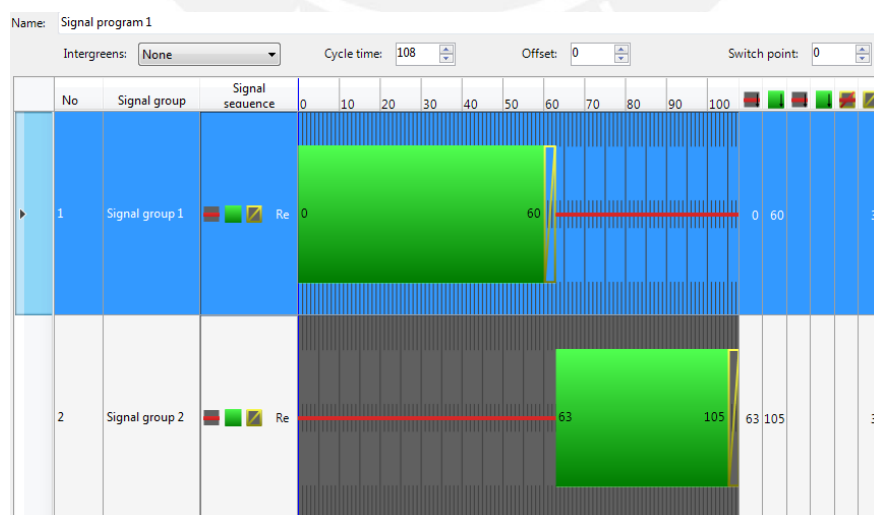 Name: Signal program 1
Intergreens: None Cycle time: 108 Offset: 0 Switch point: 0
No Signal group Signal sequence 0 10 20 30 40 50 60 70 80 90 100
1 Signal group 1 Re 0 60 0 60 3
2 Signal group 2 Re 63 105 63 105 3